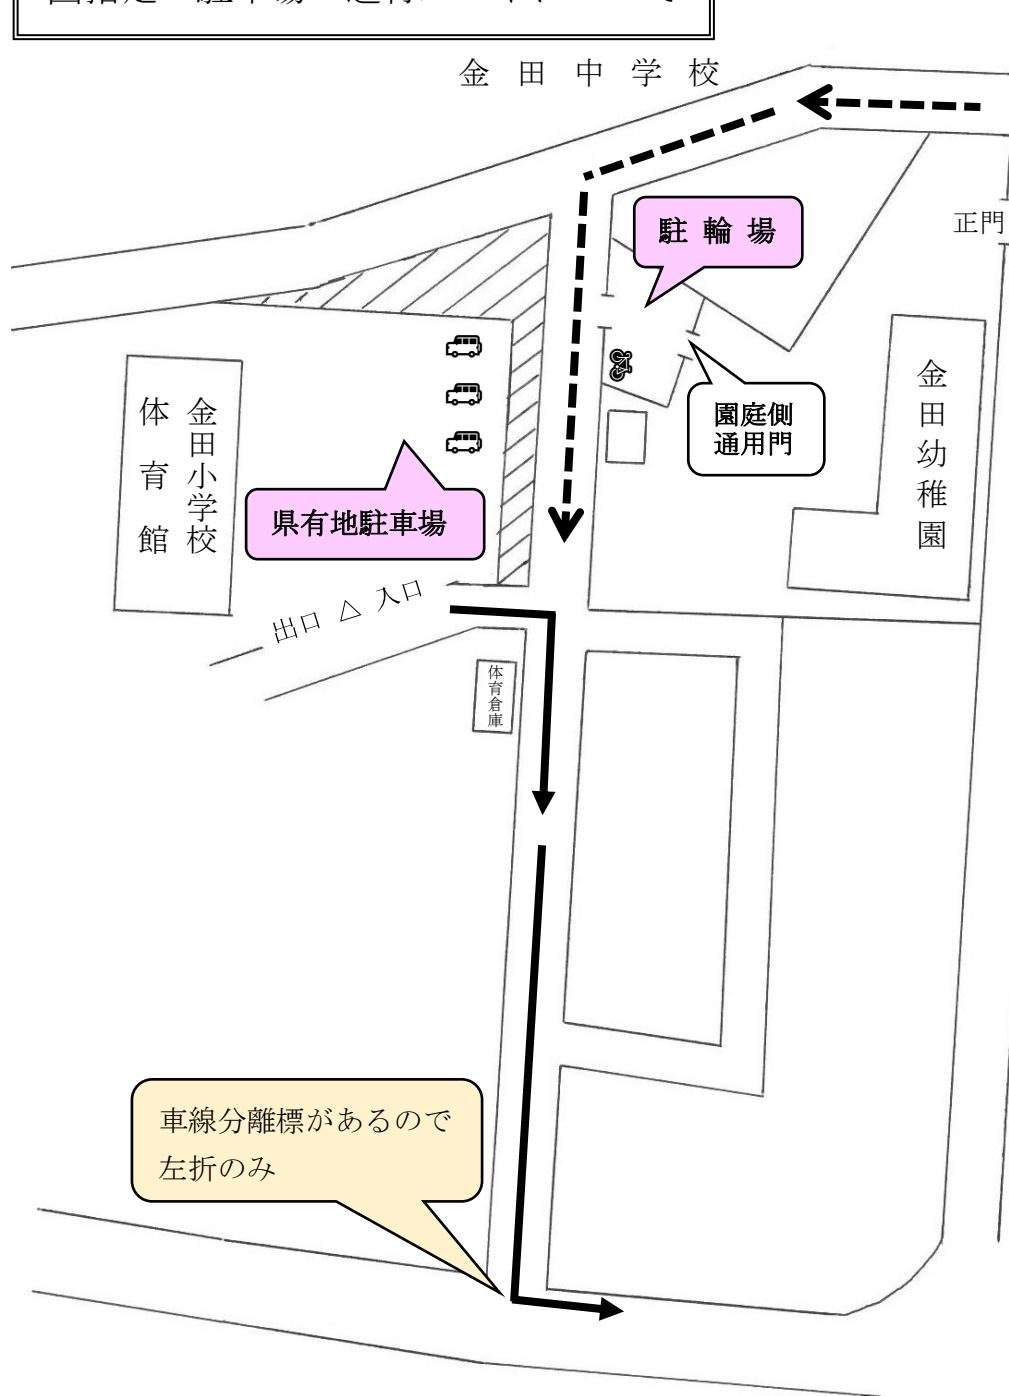 金田中学校
駐輪場
正門
園庭側
通用門
金田幼稚園
金田小学校
体育館
県有地駐車場
出口 △ 入口
体育倉庫
車線分離標があるので
左折のみ